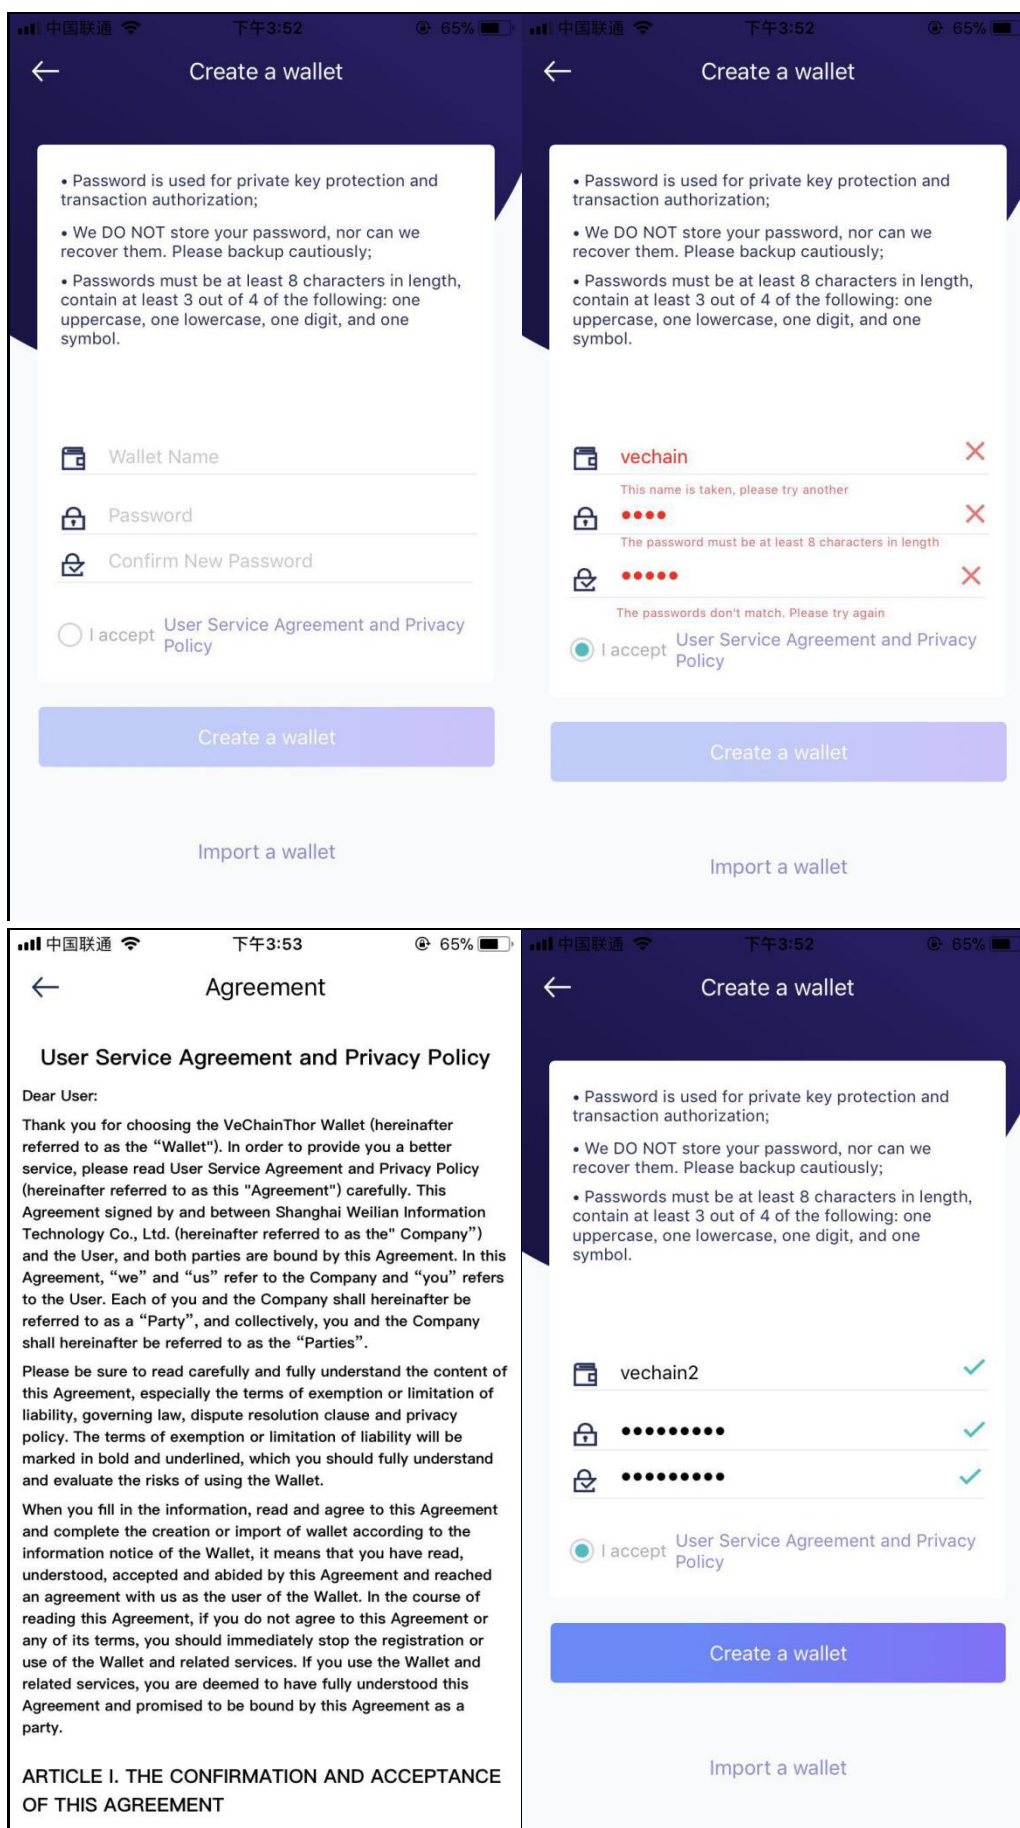 中国联通 下午3:52 65%
Create a wallet
• Password is used for private key protection and
transaction authorization;
• We DO NOT store your password, nor can we
recover them. Please backup cautiously;
• Passwords must be at least 8 characters in length,
contain at least 3 out of 4 of the following: one
uppercase, one lowercase, one digit, and one
symbol.
Wallet Name
Password
Confirm New Password
I accept User Service Agreement and Privacy
Policy
Create a wallet
Import a wallet
中国联通 下午3:52 65%
Create a wallet
• Password is used for private key protection and
transaction authorization;
• We DO NOT store your password, nor can we
recover them. Please backup cautiously;
• Passwords must be at least 8 characters in length,
contain at least 3 out of 4 of the following: one
uppercase, one lowercase, one digit, and one
symbol.
vechain
This name is taken, please try another
••••
The password must be at least 8 characters in length
•••••
The passwords don't match. Please try again
I accept User Service Agreement and Privacy
Policy
Create a wallet
Import a wallet
中国联通 下午3:53 65%
Agreement
User Service Agreement and Privacy Policy
Dear User:
Thank you for choosing the VeChainThor Wallet (hereinafter
referred to as the “Wallet"). In order to provide you a better
service, please read User Service Agreement and Privacy Policy
(hereinafter referred to as this "Agreement") carefully. This
Agreement signed by and between Shanghai Weilian Information
Technology Co., Ltd. (hereinafter referred to as the" Company”)
and the User, and both parties are bound by this Agreement. In this
Agreement, “we” and “us” refer to the Company and “you” refers
to the User. Each of you and the Company shall hereinafter be
referred to as a “Party”, and collectively, you and the Company
shall hereinafter be referred to as the “Parties”.
Please be sure to read carefully and fully understand the content of
this Agreement, especially the terms of exemption or limitation of
liability, governing law, dispute resolution clause and privacy
policy. The terms of exemption or limitation of liability will be
marked in bold and underlined, which you should fully understand
and evaluate the risks of using the Wallet.
When you fill in the information, read and agree to this Agreement
and complete the creation or import of wallet according to the
information notice of the Wallet, it means that you have read,
understood, accepted and abided by this Agreement and reached
an agreement with us as the user of the Wallet. In the course of
reading this Agreement, if you do not agree to this Agreement or
any of its terms, you should immediately stop the registration or
use of the Wallet and related services. If you use the Wallet and
related services, you are deemed to have fully understood this
Agreement and promised to be bound by this Agreement as a
party.
ARTICLE I. THE CONFIRMATION AND ACCEPTANCE
OF THIS AGREEMENT
中国联通 下午3:52 65%
Create a wallet
• Password is used for private key protection and
transaction authorization;
• We DO NOT store your password, nor can we
recover them. Please backup cautiously;
• Passwords must be at least 8 characters in length,
contain at least 3 out of 4 of the following: one
uppercase, one lowercase, one digit, and one
symbol.
vechain2
•••••••••
•••••••••
I accept User Service Agreement and Privacy
Policy
Create a wallet
Import a wallet